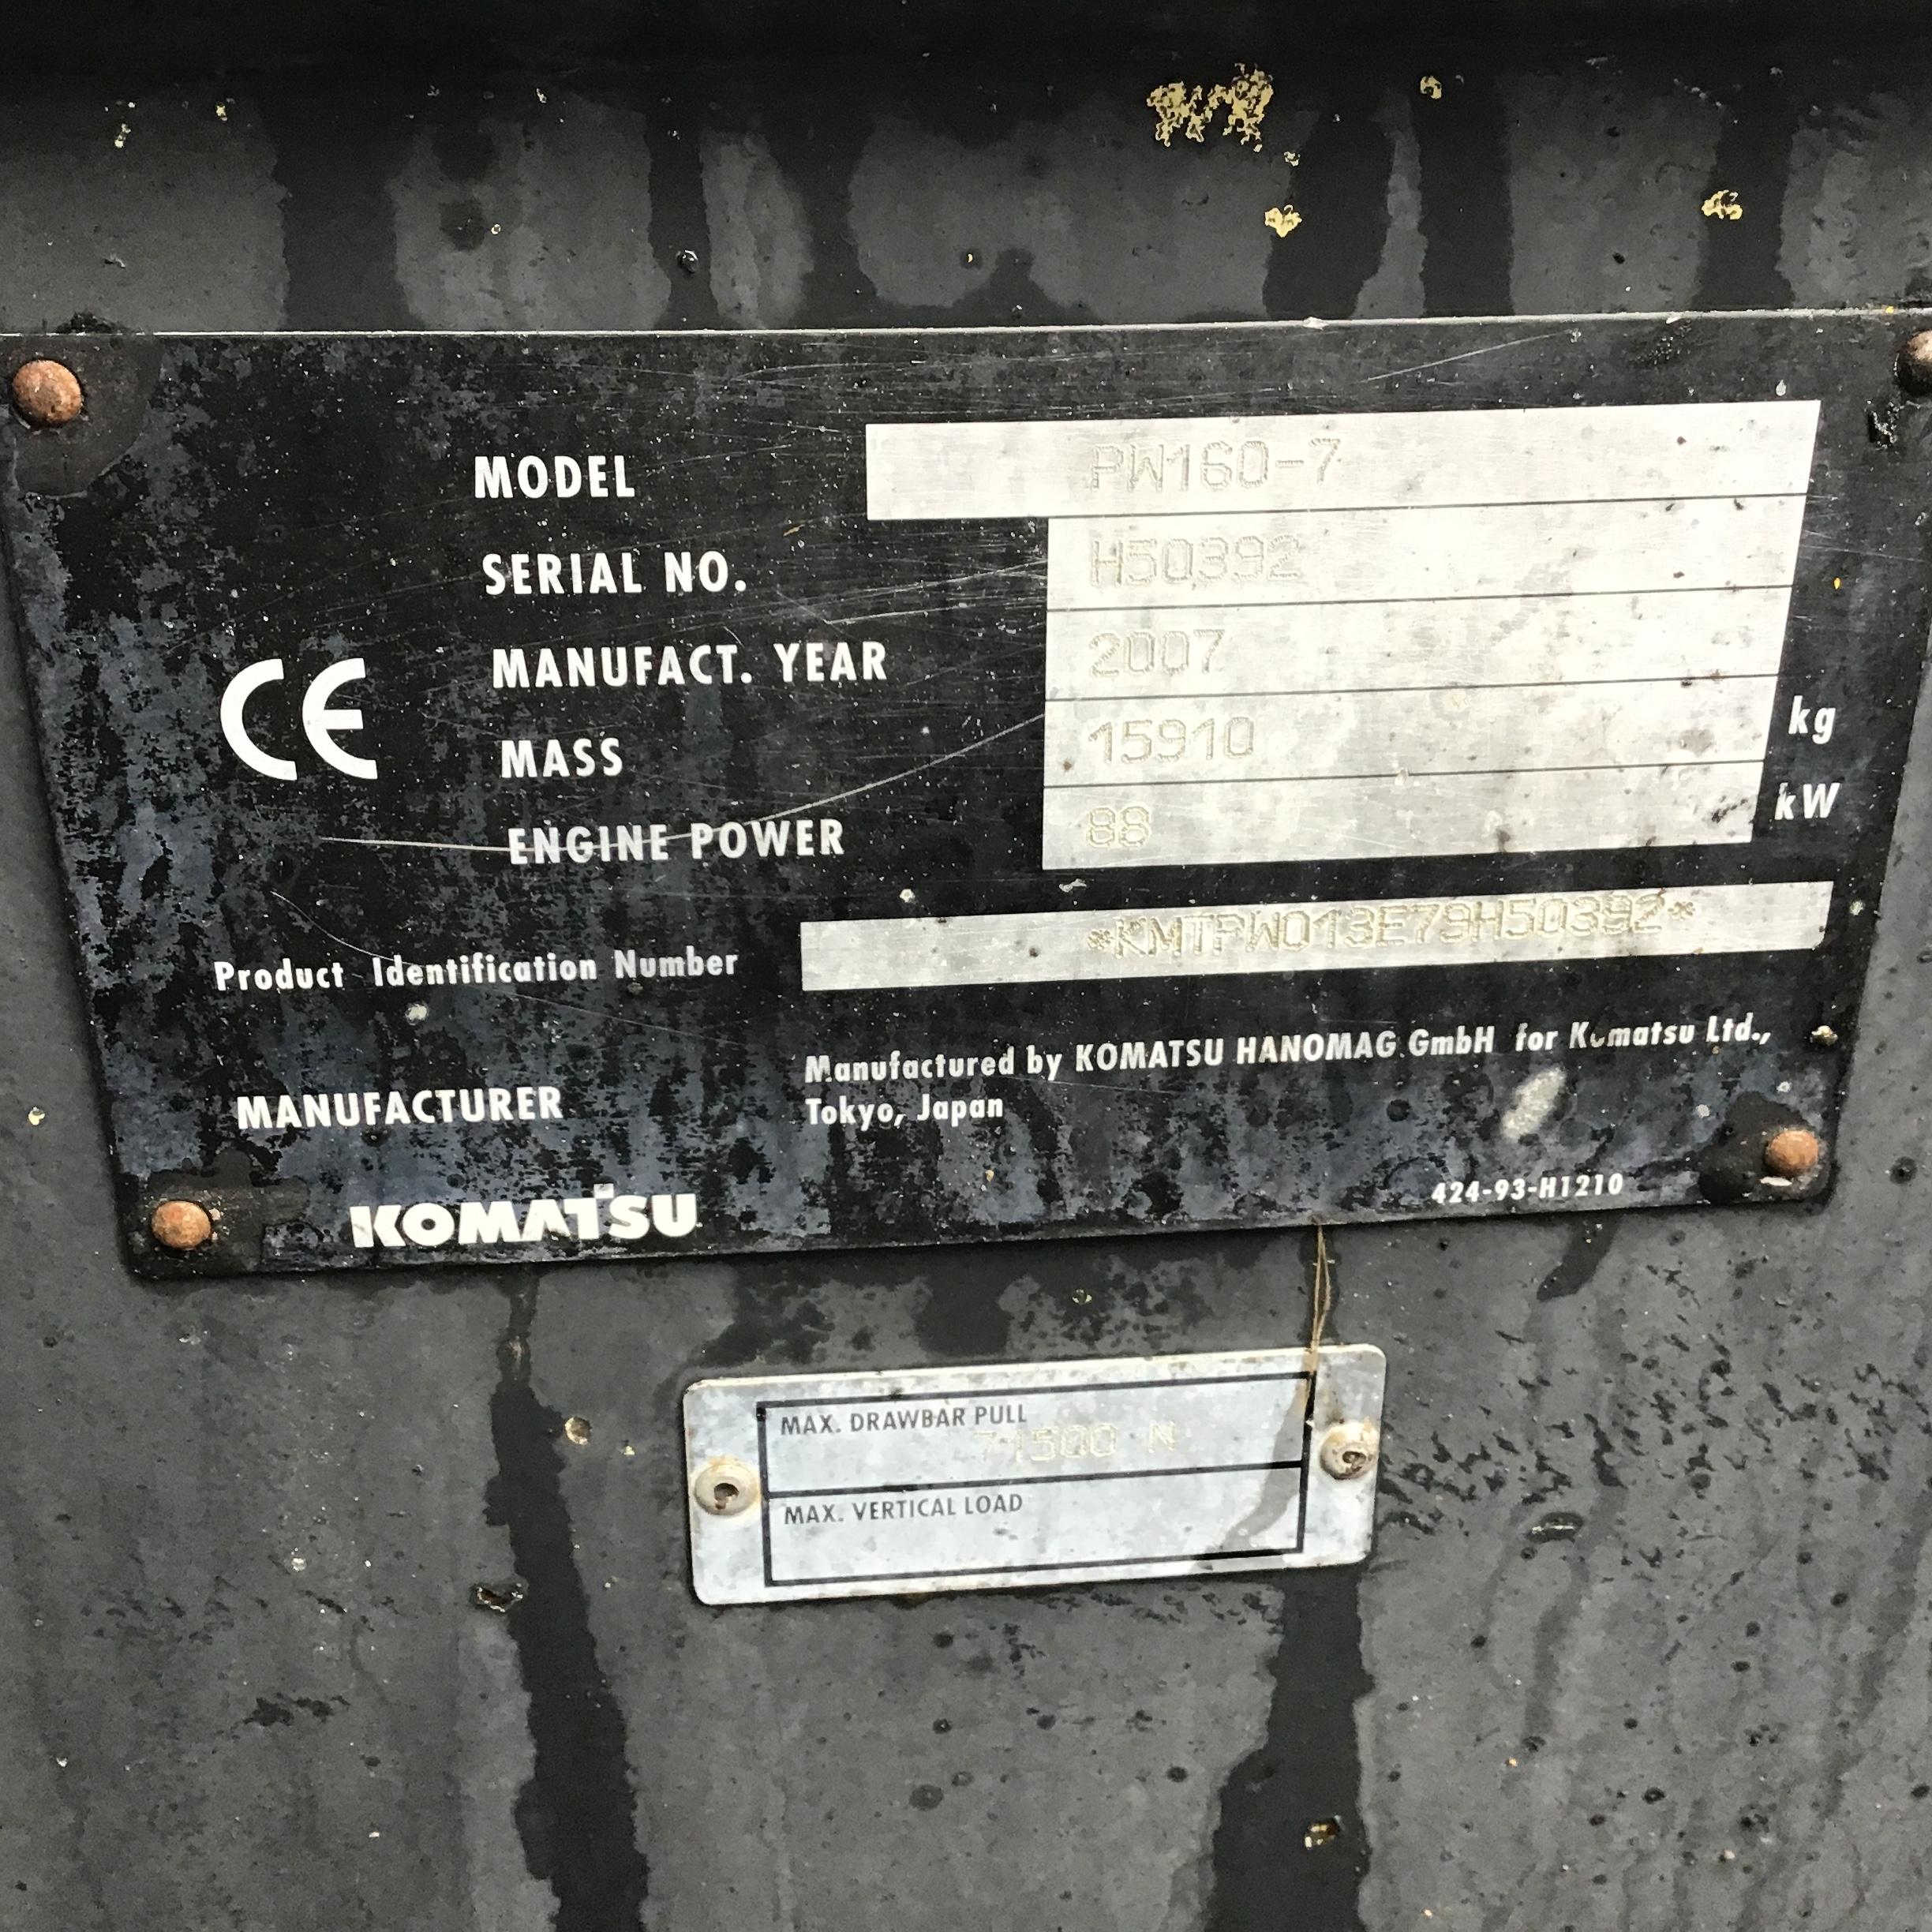 MODEL PW160-7
SERIAL NO. H50392
MANUFACT. YEAR 2007
CE
MASS 15910 kg
ENGINE POWER 88 kW
Product Identification Number *KMTPW013E79H50392*
MANUFACTURER Manufactured by KOMATSU HANOMAG GmbH for Komatsu Ltd.,
Tokyo, Japan
KOMATSU
424-93-H1210
MAX. DRAWBAR PULL
71500 N
MAX. VERTICAL LOAD